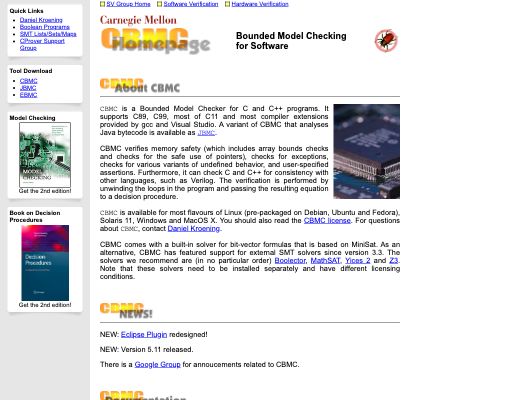 SV Group Home Software Verification Hardware Verification
Quick Links
Daniel Kroening
Boolean Programs
SMT Lists/Sets/Maps
CProver Support
Group
Tool Download
CBMC
JBMC
EBMC
Model Checking
MODEL
CHECKING
Get the 2nd edition!
Book on Decision
Procedures
Decision
Procedures
Get the 2nd edition!
Carnegie Mellon
CBMC
Homepage
Bounded Model Checking
for Software
CBMC
About CBMC
CBMC is a Bounded Model Checker for C and C++ programs. It
supports C89, C99, most of C11 and most compiler extensions
provided by gcc and Visual Studio. A variant of CBMC that analyses
Java bytecode is available as JBMC.
CBMC verifies memory safety (which includes array bounds checks
and checks for the safe use of pointers), checks for exceptions,
checks for various variants of undefined behavior, and user-specified
assertions. Furthermore, it can check C and C++ for consistency with
other languages, such as Verilog. The verification is performed by
unwinding the loops in the program and passing the resulting equation
to a decision procedure.
CBMC is available for most flavours of Linux (pre-packaged on Debian, Ubuntu and Fedora),
Solaris 11, Windows and MacOS X. You should also read the CBMC license. For questions
about CBMC, contact Daniel Kroening.
CBMC comes with a built-in solver for bit-vector formulas that is based on MiniSat. As an
alternative, CBMC has featured support for external SMT solvers since version 3.3. The
solvers we recommend are (in no particular order) Boolector, MathSAT, Yices 2 and Z3.
Note that these solvers need to be installed separately and have different licensing
conditions.
CBMC
NEWS!
NEW: Eclipse Plugin redesigned!
NEW: Version 5.11 released.
There is a Google Group for annoucements related to CBMC.
CBMC
Documentation